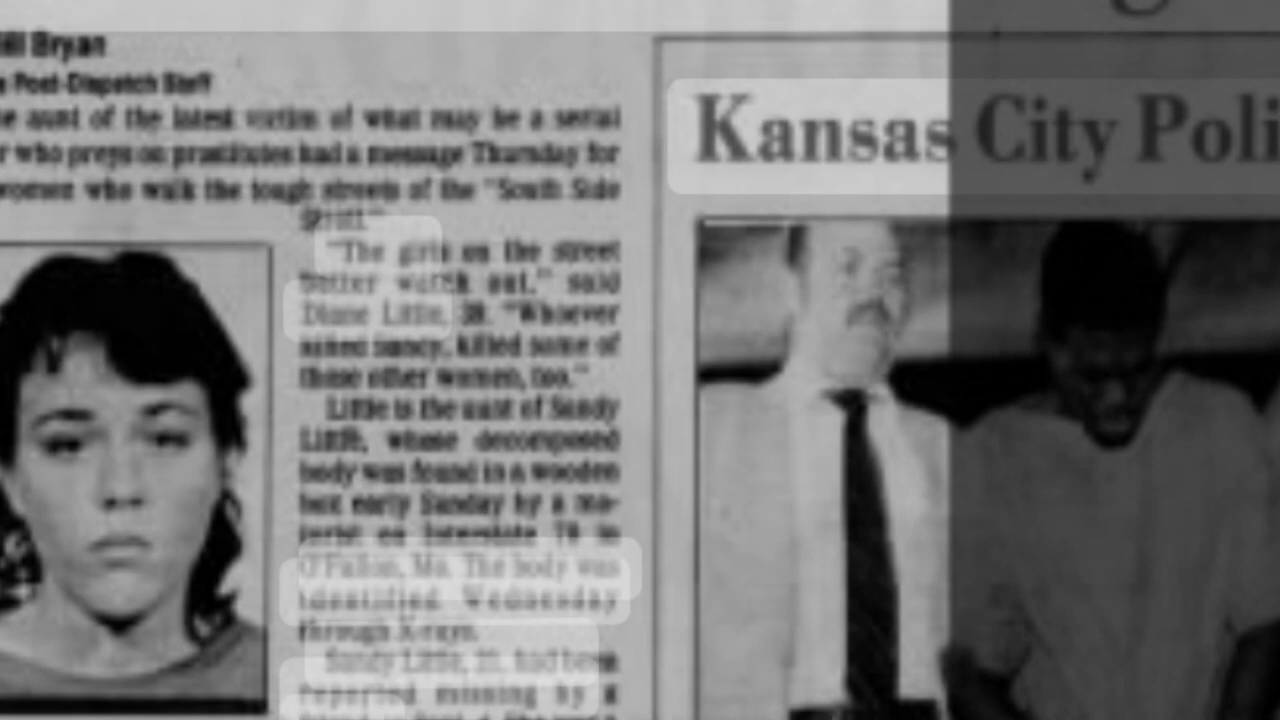 ill Bryan
e Post-Dispatch Staff
e aunt of the latest victim of what may be a serial
r who preys on prostitutes had a message Thursday for
women who walk the tough streets of the "South Side
Stroll."
"The girls on the street
better watch out," said
Diane Little, 38. "Whoever
killed some of
those other women, too."
Little is the aunt of Sandy
Little, whose decomposed
body was found in a wooden
box early Sunday by a mo-
torist on Interstate 70 in
O'Fallon, Mo. The body was
identified Wednesday
through X-rays.
Sandy Little, 21, had been
reported missing by a
Kansas City Poli